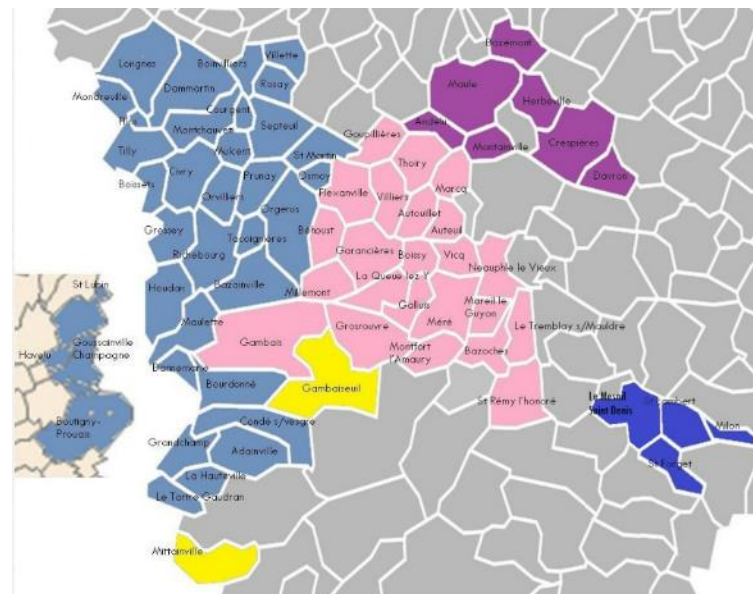 Bazemont
Longnes
Boinvilliers
Villette
Dammartin
Rosay
Maule
Mondreville
Herbeville
Courgent
Andelu
Montchauvet
Septeuil
Goupillères
Crespières
Tilly
Mulcent
Montainville
St Martin
Thoiry
Civry
Prunay
Osmoy
Davron
Boissets
Flexanville
Villiers
Marcq
Orvilliers
Orgerus
Autouillet
Gressey
Tacoignières
Béhoust
Auteuil
Richebourg
Garancières
Boissy
Vicq
Neauphle le Vieux
La Queue lez Y
St Lubin
Houdan
Bazainville
Millemont
Galluis
Mareil le
Guyon
Maulette
Grosrouvre
Méré
Le Tremblay s/Mauldre
Havelu
Goussainville
Champagne
Gambais
Montfort
l'Amaury
Bazoches
Dannemarie
Bourdonné
Gambaiseuil
Le Mesnil
Saint Denis
St Lambert
St Rémy l'honoré
Boutigny-
Prouais
Condé s/vesgre
Milon
Grandchamp
Adainville
St Forget
La Hauteville
Le Tartre Gaudran
Mittainville